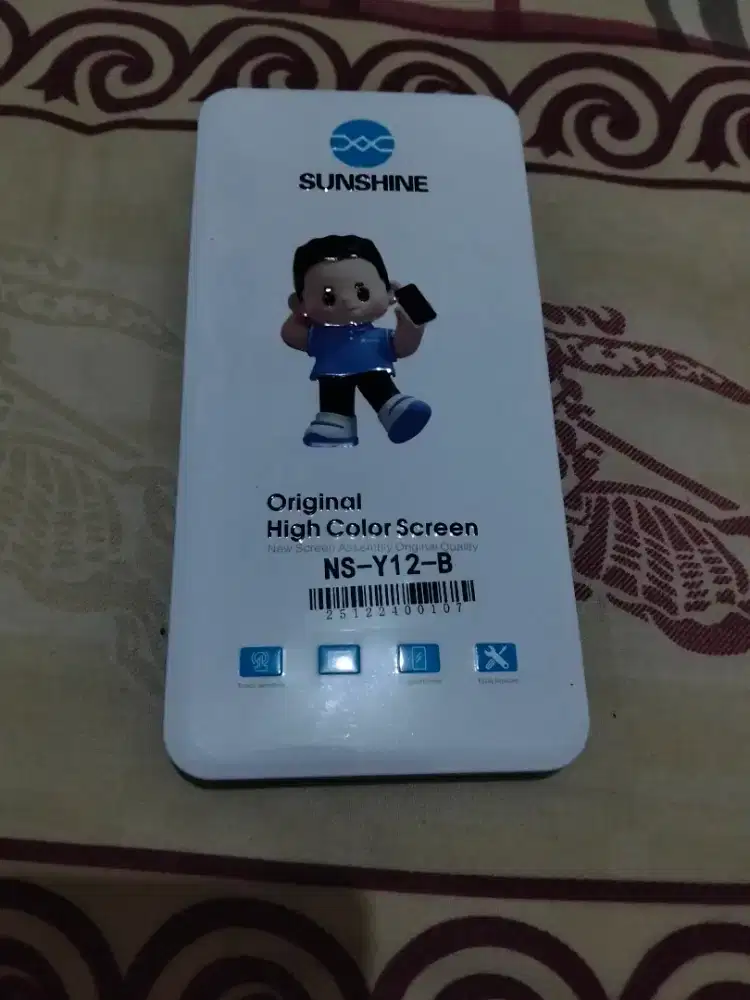 SUNSHINE
Original
High Color Screen
New Screen Assembly Original Quality
NS-Y12-B
25122400107